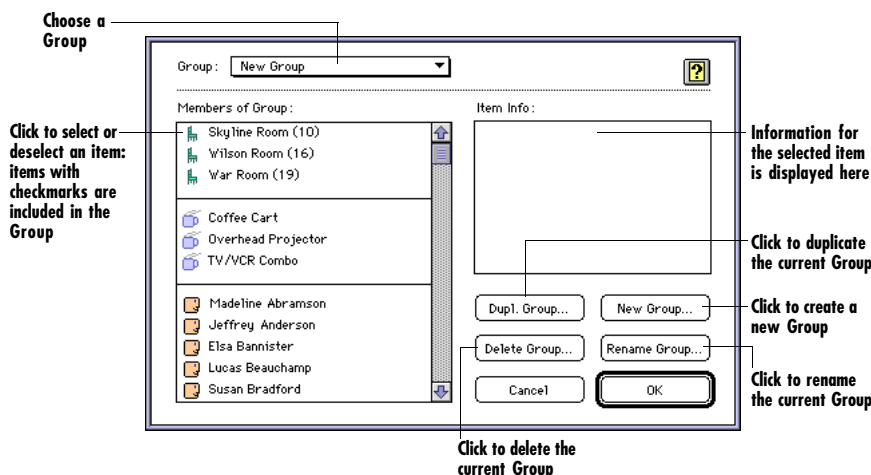 Choose a
Group
Group: New Group
?
Members of Group:
Item Info:
Click to select or
deselect an item:
items with
checkmarks are
included in the
Group
Skyline Room (10)
Wilson Room (16)
War Room (19)
Coffee Cart
Overhead Projector
TV/VCR Combo
Madeline Abramson
Jeffrey Anderson
Elsa Bannister
Lucas Beauchamp
Susan Bradford
Information for
the selected item
is displayed here
Click to duplicate
the current Group
Dupl. Group...
New Group...
Click to create a
new Group
Delete Group...
Rename Group...
Cancel
OK
Click to rename
the current Group
Click to delete the
current Group